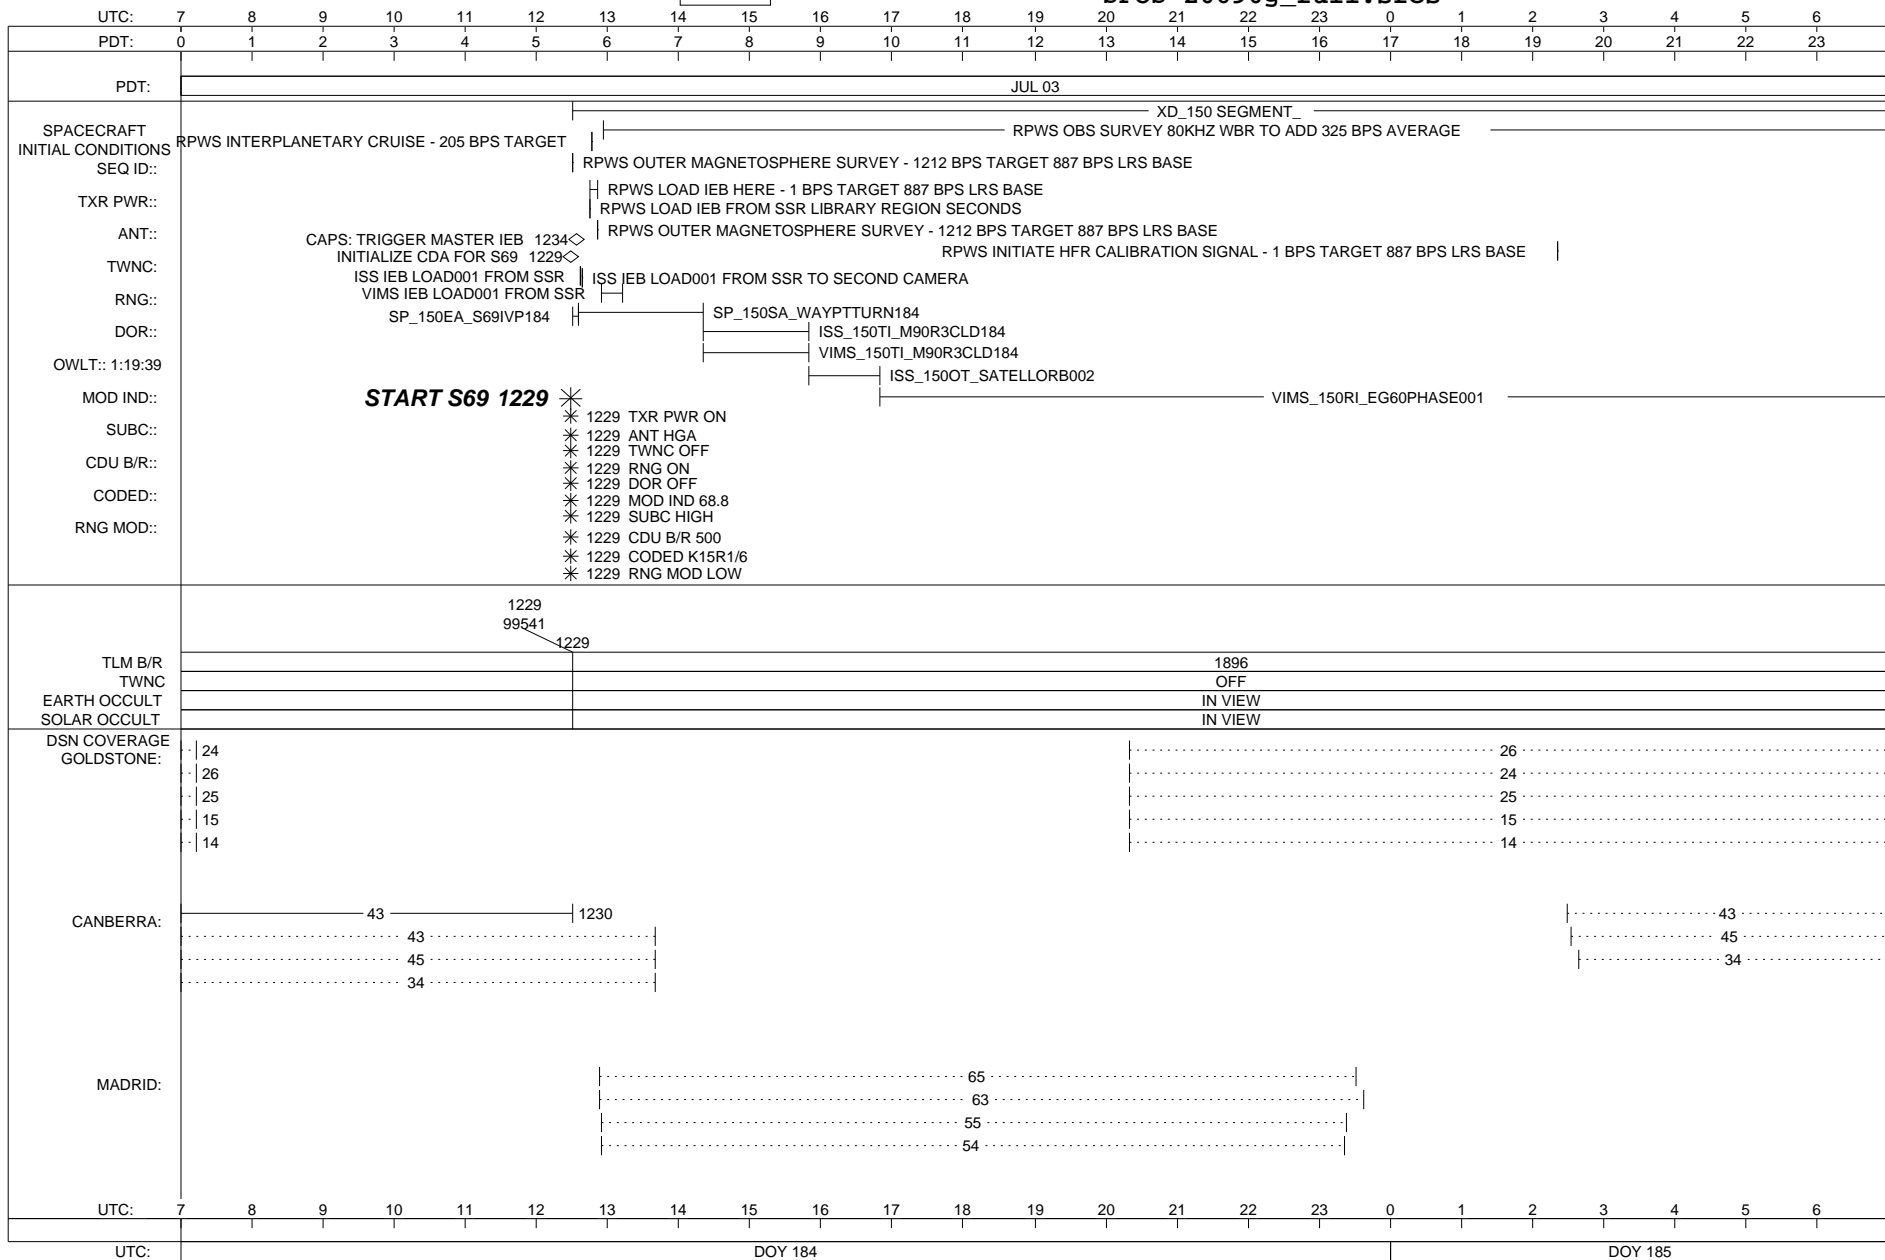 UTC: 7 8 9 10 11 12 13 14 15 16 17 18 19 20 21 22 23 0 1 2 3 4 5 6
PDT: 0 1 2 3 4 5 6 7 8 9 10 11 12 13 14 15 16 17 18 19 20 21 22 23
PDT: JUL 03
XD_150 SEGMENT_
SPACECRAFT
INITIAL CONDITIONS
RPWS OBS SURVEY 80KHZ WBR TO ADD 325 BPS AVERAGE
RPWS INTERPLANETARY CRUISE - 205 BPS TARGET
SEQ ID::
RPWS OUTER MAGNETOSPHERE SURVEY - 1212 BPS TARGET 887 BPS LRS BASE
RPWS LOAD IEB HERE - 1 BPS TARGET 887 BPS LRS BASE
TXR PWR::
RPWS LOAD IEB FROM SSR LIBRARY REGION SECONDS
ANT::
RPWS OUTER MAGNETOSPHERE SURVEY - 1212 BPS TARGET 887 BPS LRS BASE
CAPS: TRIGGER MASTER IEB 1234
RPWS INITIATE HFR CALIBRATION SIGNAL - 1 BPS TARGET 887 BPS LRS BASE
INITIALIZE CDA FOR S69 1229
TWNC:
ISS IEB LOAD001 FROM SSR
ISS IEB LOAD001 FROM SSR TO SECOND CAMERA
VIMS IEB LOAD001 FROM SSR
RNG::
SP_150EA_S69IVP184
SP_150SA_WAYPTTURN184
DOR::
ISS_150TI_M90R3CLD184
VIMS_150TI_M90R3CLD184
OWLT:: 1:19:39
ISS_150OT_SATELLORB002
MOD IND::
START S69 1229
VIMS_150RI_EG60PHASE001
1229 TXR PWR ON
SUBC::
1229 ANT HGA
1229 TWNC OFF
CDU B/R::
1229 RNG ON
1229 DOR OFF
CODED::
1229 MOD IND 68.8
1229 SUBC HIGH
RNG MOD::
1229 CDU B/R 500
1229 CODED K15R1/6
1229 RNG MOD LOW
1229
99541
1229
TLM B/R 1896
TWNC OFF
EARTH OCCULT IN VIEW
SOLAR OCCULT IN VIEW
DSN COVERAGE
GOLDSTONE:
24 26
26 24
25 25
15 15
14 14
CANBERRA:
43 1230 43
43 45
45 34
34
MADRID:
65
63
55
54
UTC: 7 8 9 10 11 12 13 14 15 16 17 18 19 20 21 22 23 0 1 2 3 4 5 6
UTC: DOY 184 DOY 185